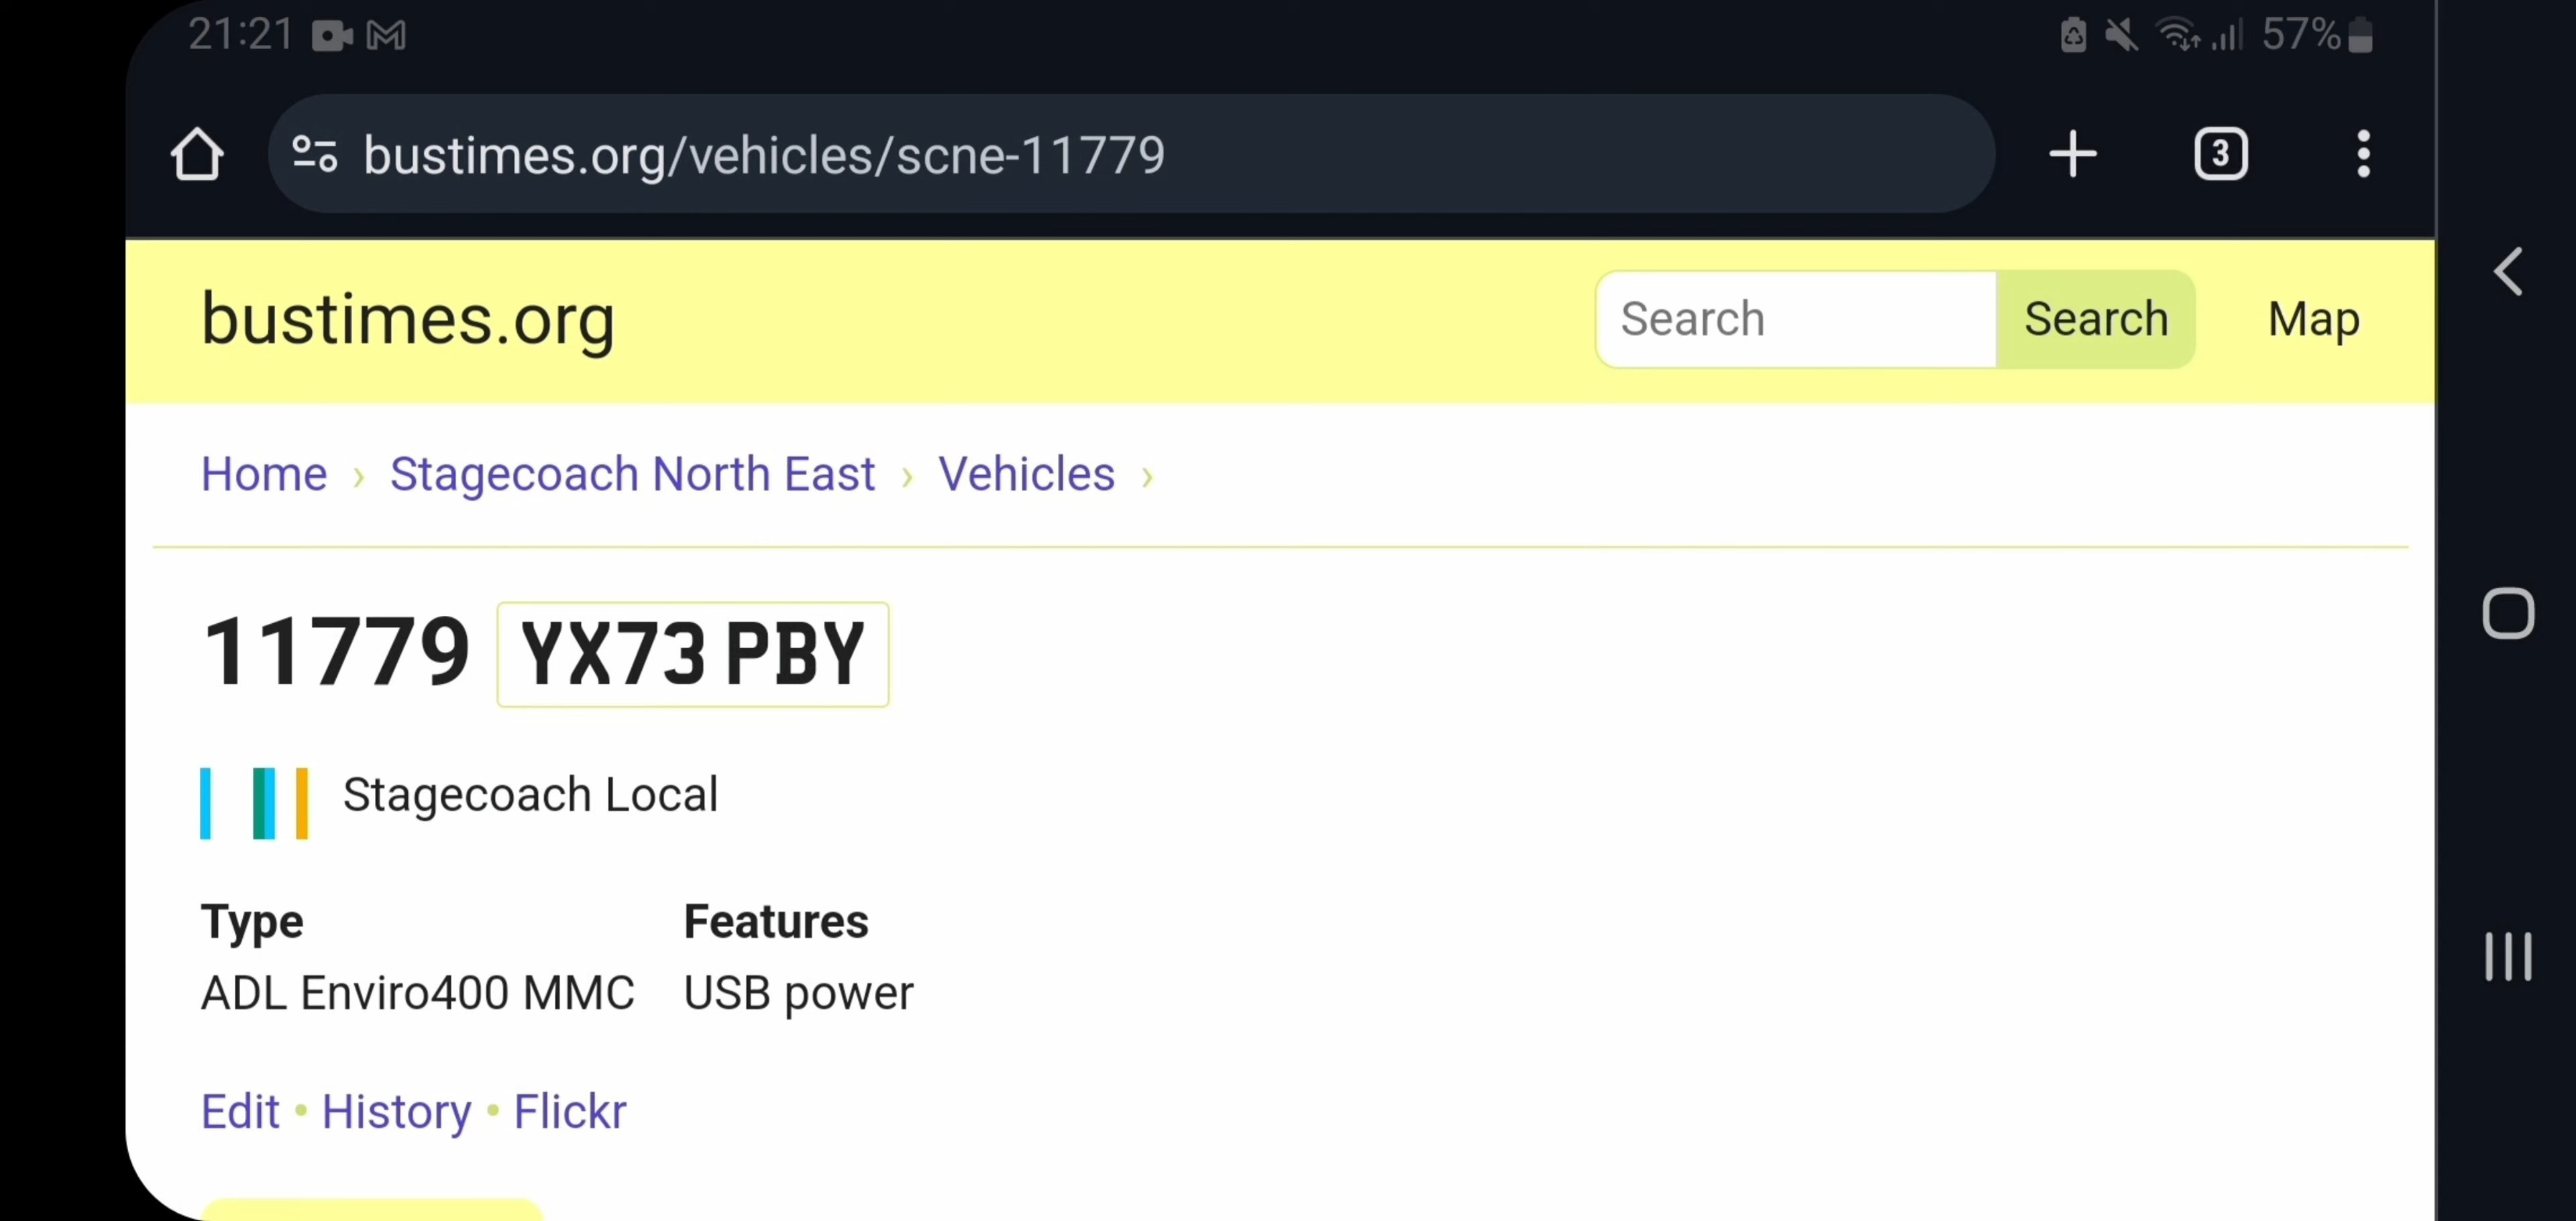 21:21 57%
bustimes.org/vehicles/scne-11779 3
bustimes.org Search Search Map
Home › Stagecoach North East › Vehicles ›
11779 YX73 PBY
Stagecoach Local
Type Features
ADL Enviro400 MMC USB power
Edit • History • Flickr